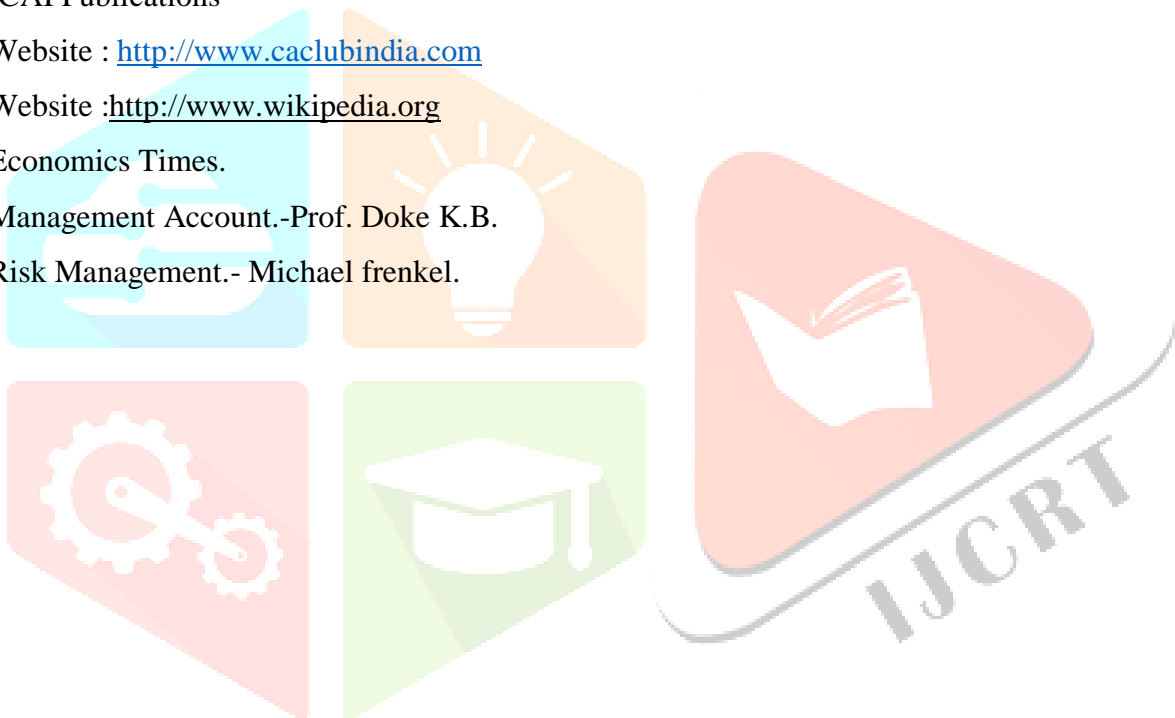 CAI Publications
Website : http://www.caclubindia.com
Website :http://www.wikipedia.org
Economics Times.
Management Account.-Prof. Doke K.B.
Risk Management.- Michael frenkel.
IJCRT